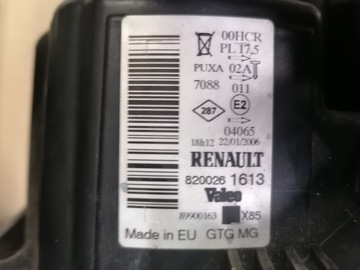 00HCR
PL 17,5
PUXA 02A
7088 011
287 E2
04065
18h12 22/01/2006
RENAULT
820026 1613
Valeo
89900163 X85
Made in EU GTG MG